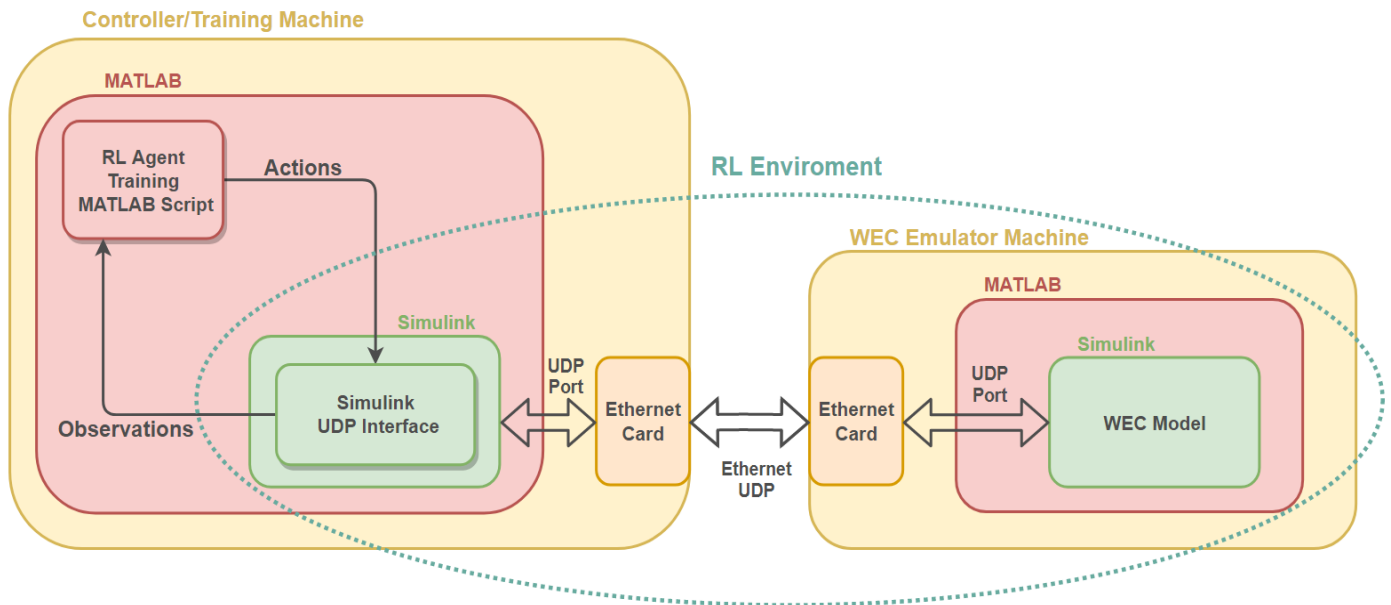 Controller/Training Machine
MATLAB
RL Agent
Training
MATLAB Script
Actions
Observations
Simulink
Simulink
UDP Interface
UDP
Port
Ethernet
Card
RL Enviroment
Ethernet
UDP
WEC Emulator Machine
Ethernet
Card
MATLAB
UDP
Port
Simulink
WEC Model